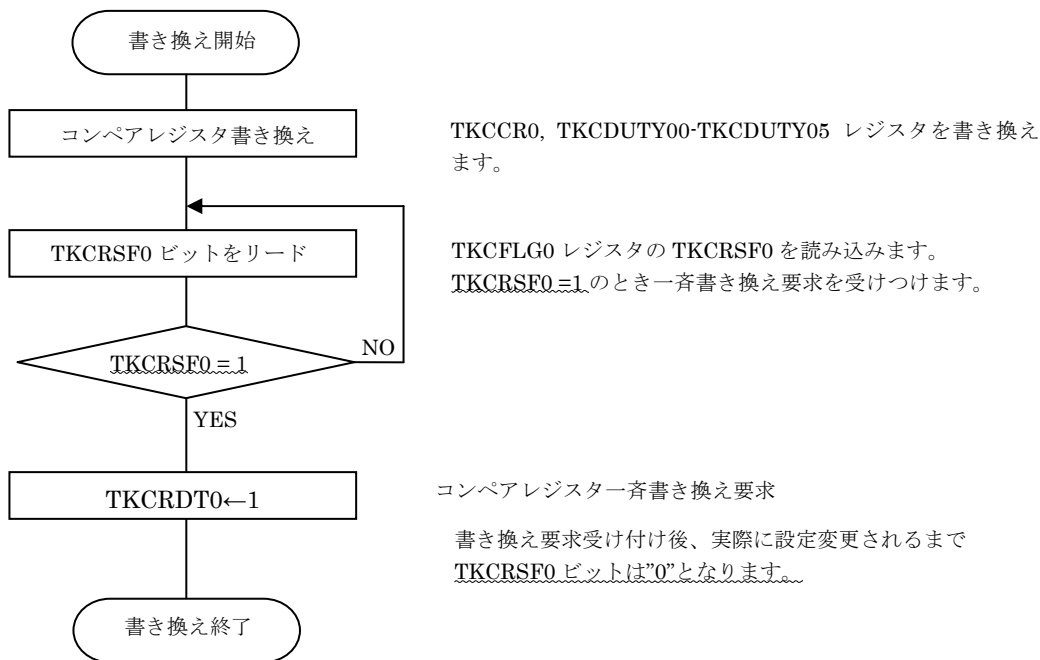 書き換え開始
コンペアレジスタ書き換え
TKCCR0, TKCDUTY00-TKCDUTY05 レジスタを書き換え
ます。
TKCRSF0 ビットをリード
TKCFLG0 レジスタの TKCRSF0 を読み込みます。
TKCRSF0 =1 のとき一斉書き換え要求を受けつけます。
TKCRSF0 = 1
NO
YES
TKCRDT0←1
コンペアレジスター斉書き換え要求
書き換え要求受け付け後、実際に設定変更されるまで
TKCRSF0 ビットは"0"となります。
書き換え終了